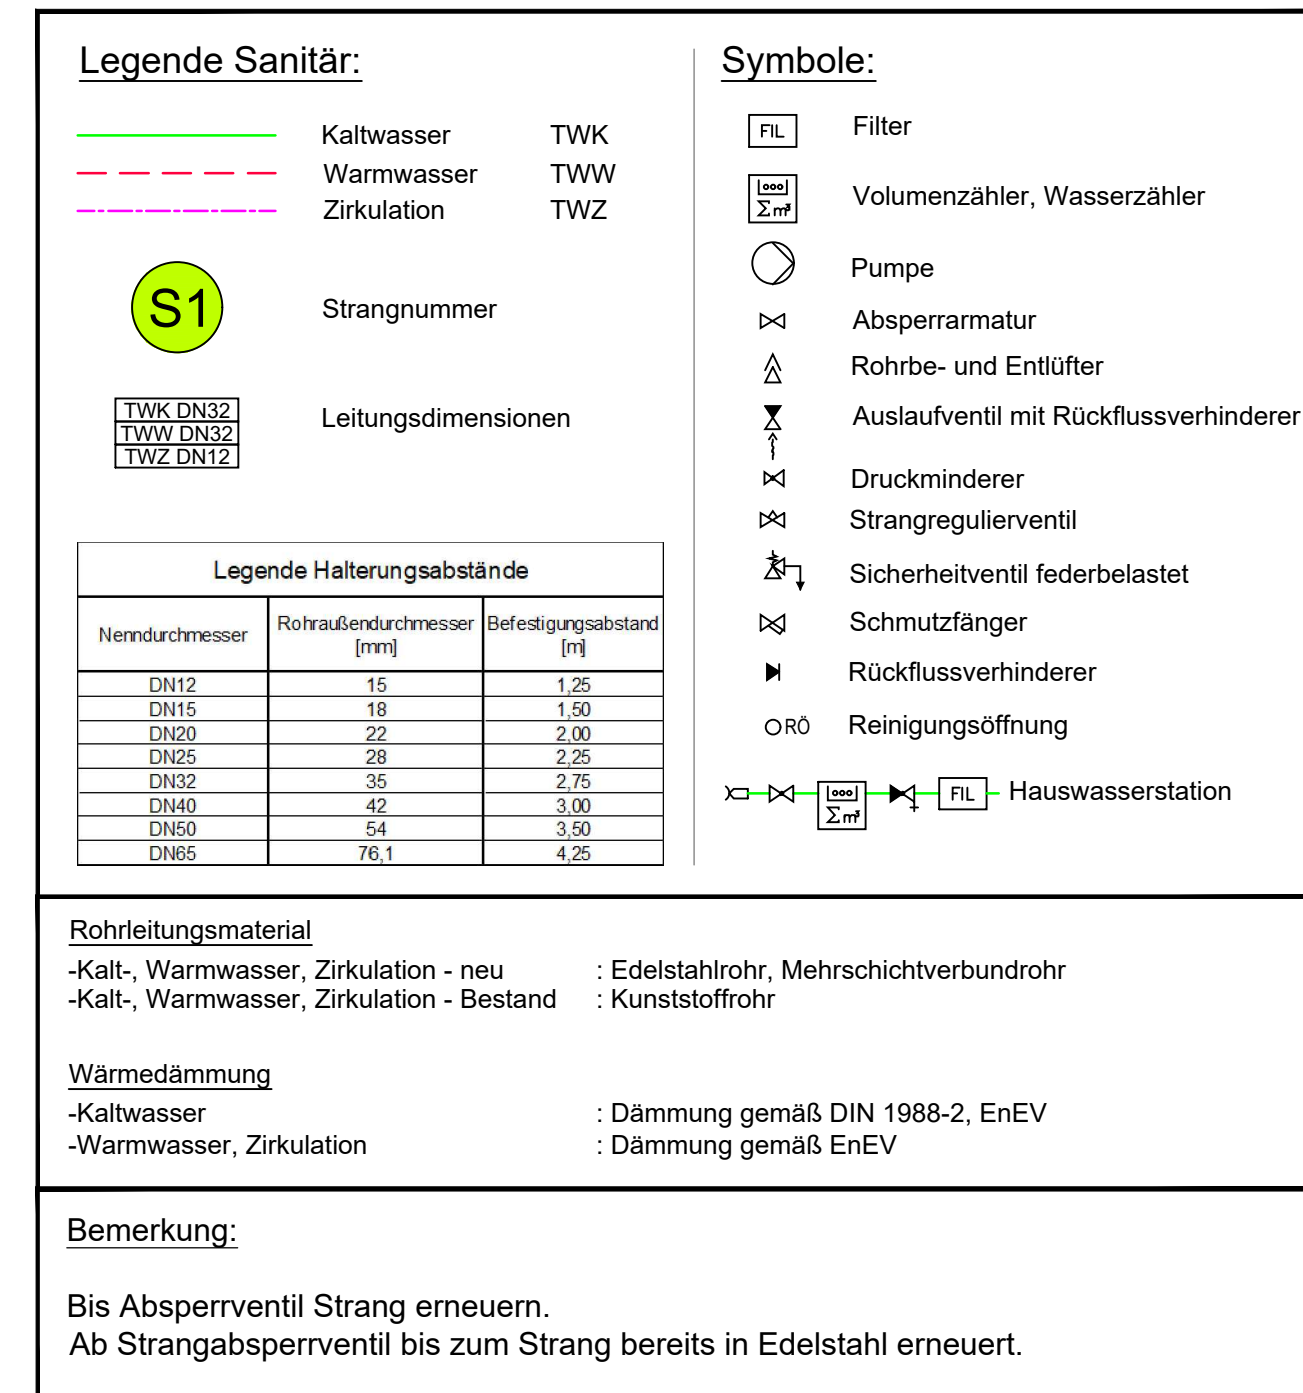 Legende Sanitär:
Kaltwasser TWK
Warmwasser TWW
Zirkulation TWZ
S1 Strangnummer
TWK DN32
TWW DN32
TWZ DN12
Leitungsdimensionen
Legende Halterungsabstände
Nenndurchmesser Rohraußendurchmesser [mm] Befestigungsabstand [m]
DN12 15 1,25
DN15 18 1,50
DN20 22 2,00
DN25 28 2,25
DN32 35 2,75
DN40 42 3,00
DN50 54 3,50
DN65 76,1 4,25
Symbole:
FIL Filter
Σm³ Volumenzähler, Wasserzähler
Pumpe
Absperrarmatur
Rohrbe- und Entlüfter
Auslaufventil mit Rückflussverhinderer
Druckminderer
Strangregulierventil
Sicherheitventil federbelastet
Schmutzfänger
Rückflussverhinderer
RÖ Reinigungsöffnung
Σm³ FIL Hauswasserstation
Rohrleitungsmaterial
-Kalt-, Warmwasser, Zirkulation - neu : Edelstahlrohr, Mehrschichtverbundrohr
-Kalt-, Warmwasser, Zirkulation - Bestand : Kunststoffrohr
Wärmedämmung
-Kaltwasser : Dämmung gemäß DIN 1988-2, EnEV
-Warmwasser, Zirkulation : Dämmung gemäß EnEV
Bemerkung:
Bis Absperrventil Strang erneuern.
Ab Strangabsperrventil bis zum Strang bereits in Edelstahl erneuert.